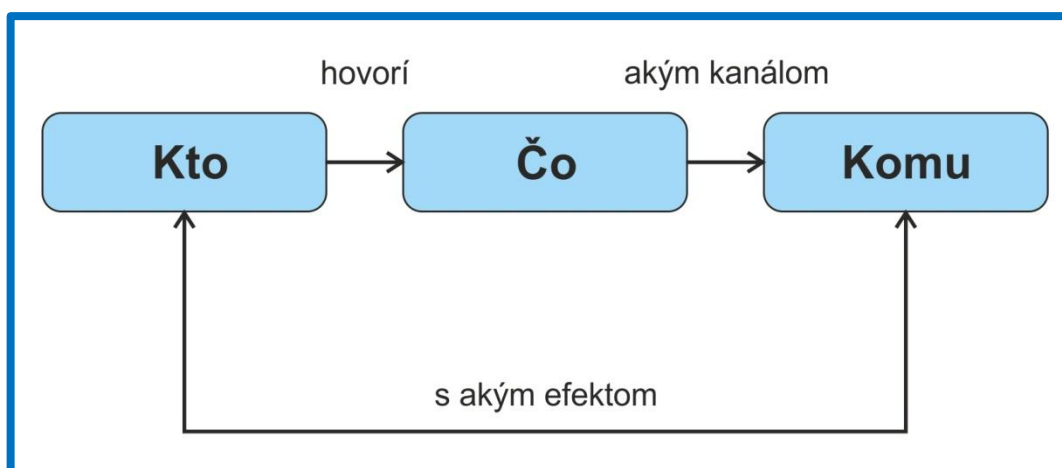 hovorí
akým kanálom
Kto
Čo
Komu
s akým efektom